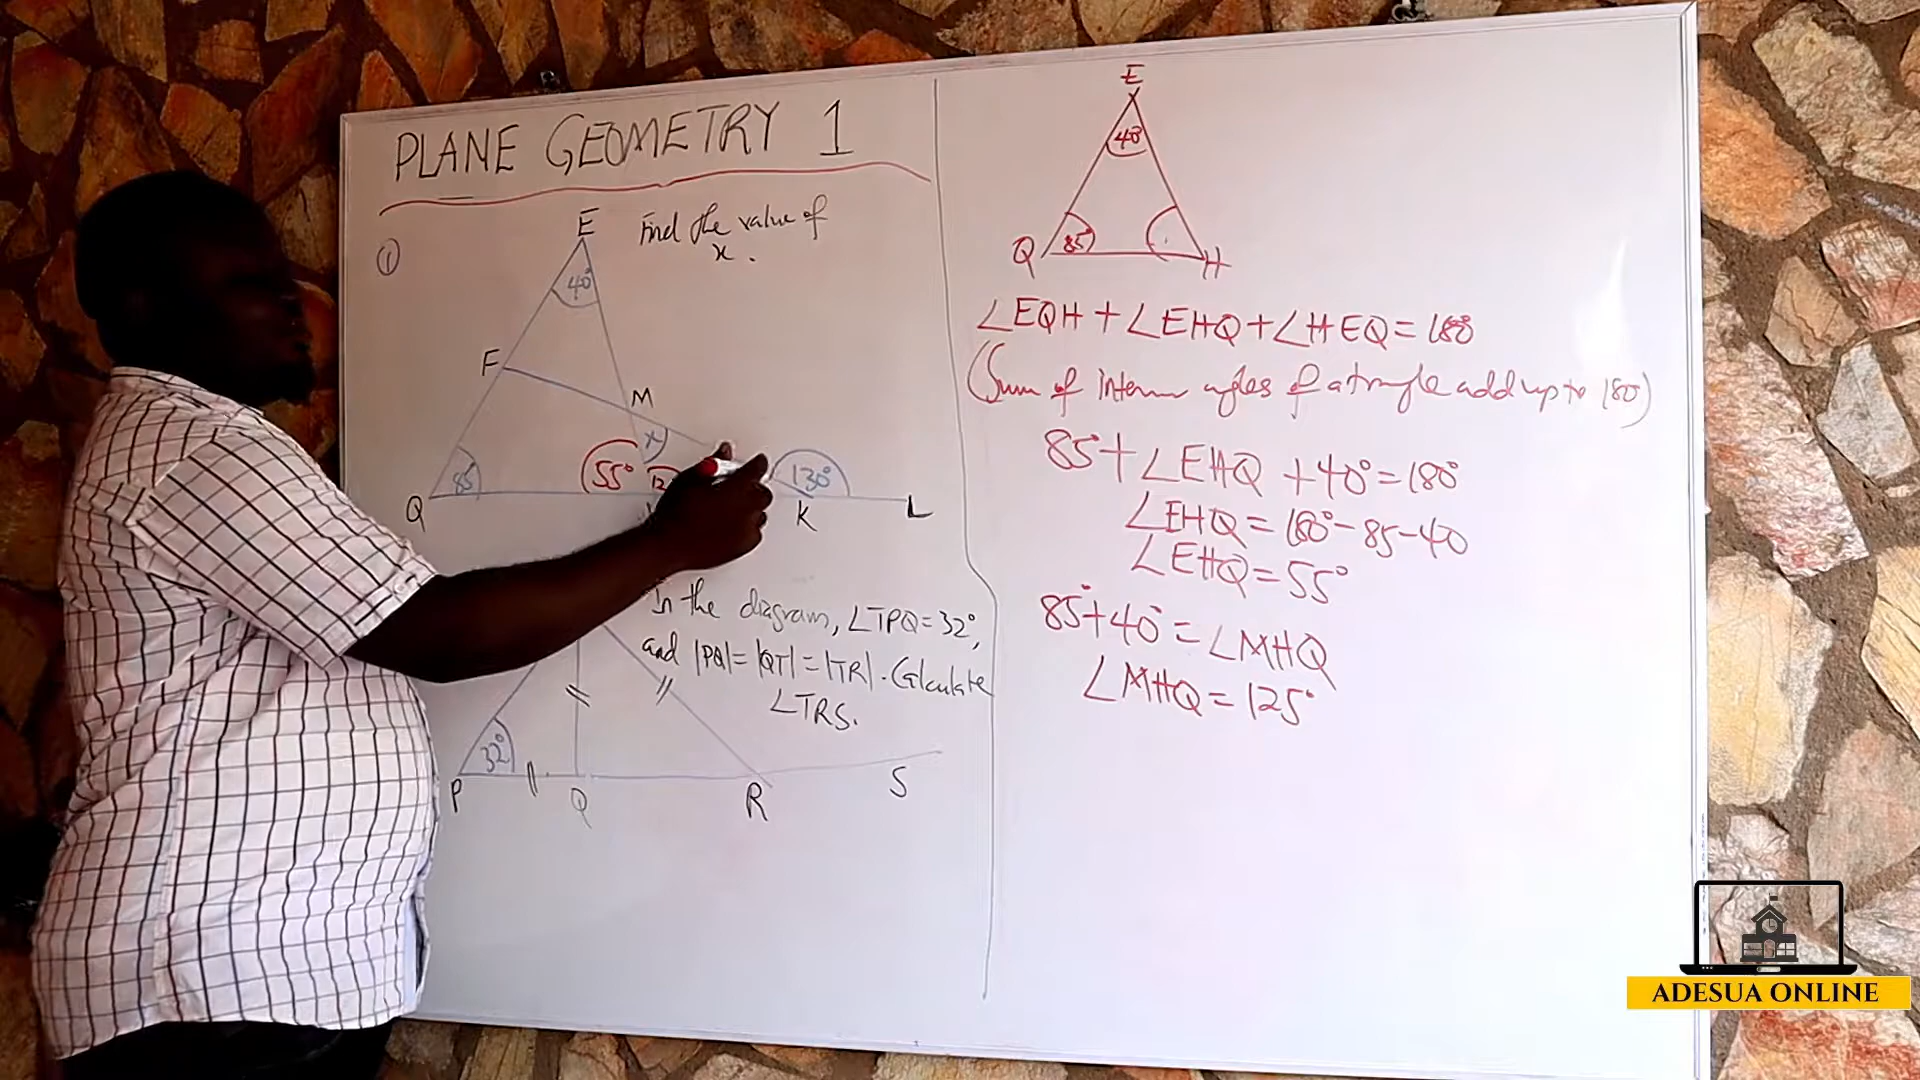 PLANE GEOMETRY 1
① Find the value of
x.
E
40°
F
M
x
55° 12
130°
85
Q
K
L
In the diagram, ∠TPQ = 32°,
and |PQ| = |QT| = |TR|. Calculate
∠TRS.
32°
P
Q
R
S
E
40°
Q
85°
H
∠EQH + ∠EHQ + ∠HEQ = 180°
(Sum of interior angles of a triangle add up to 180)
85° + ∠EHQ + 40° = 180°
∠EHQ = 180° - 85 - 40
∠EHQ = 55°
85° + 40° = ∠MHQ
∠MHQ = 125°
ADESUA ONLINE